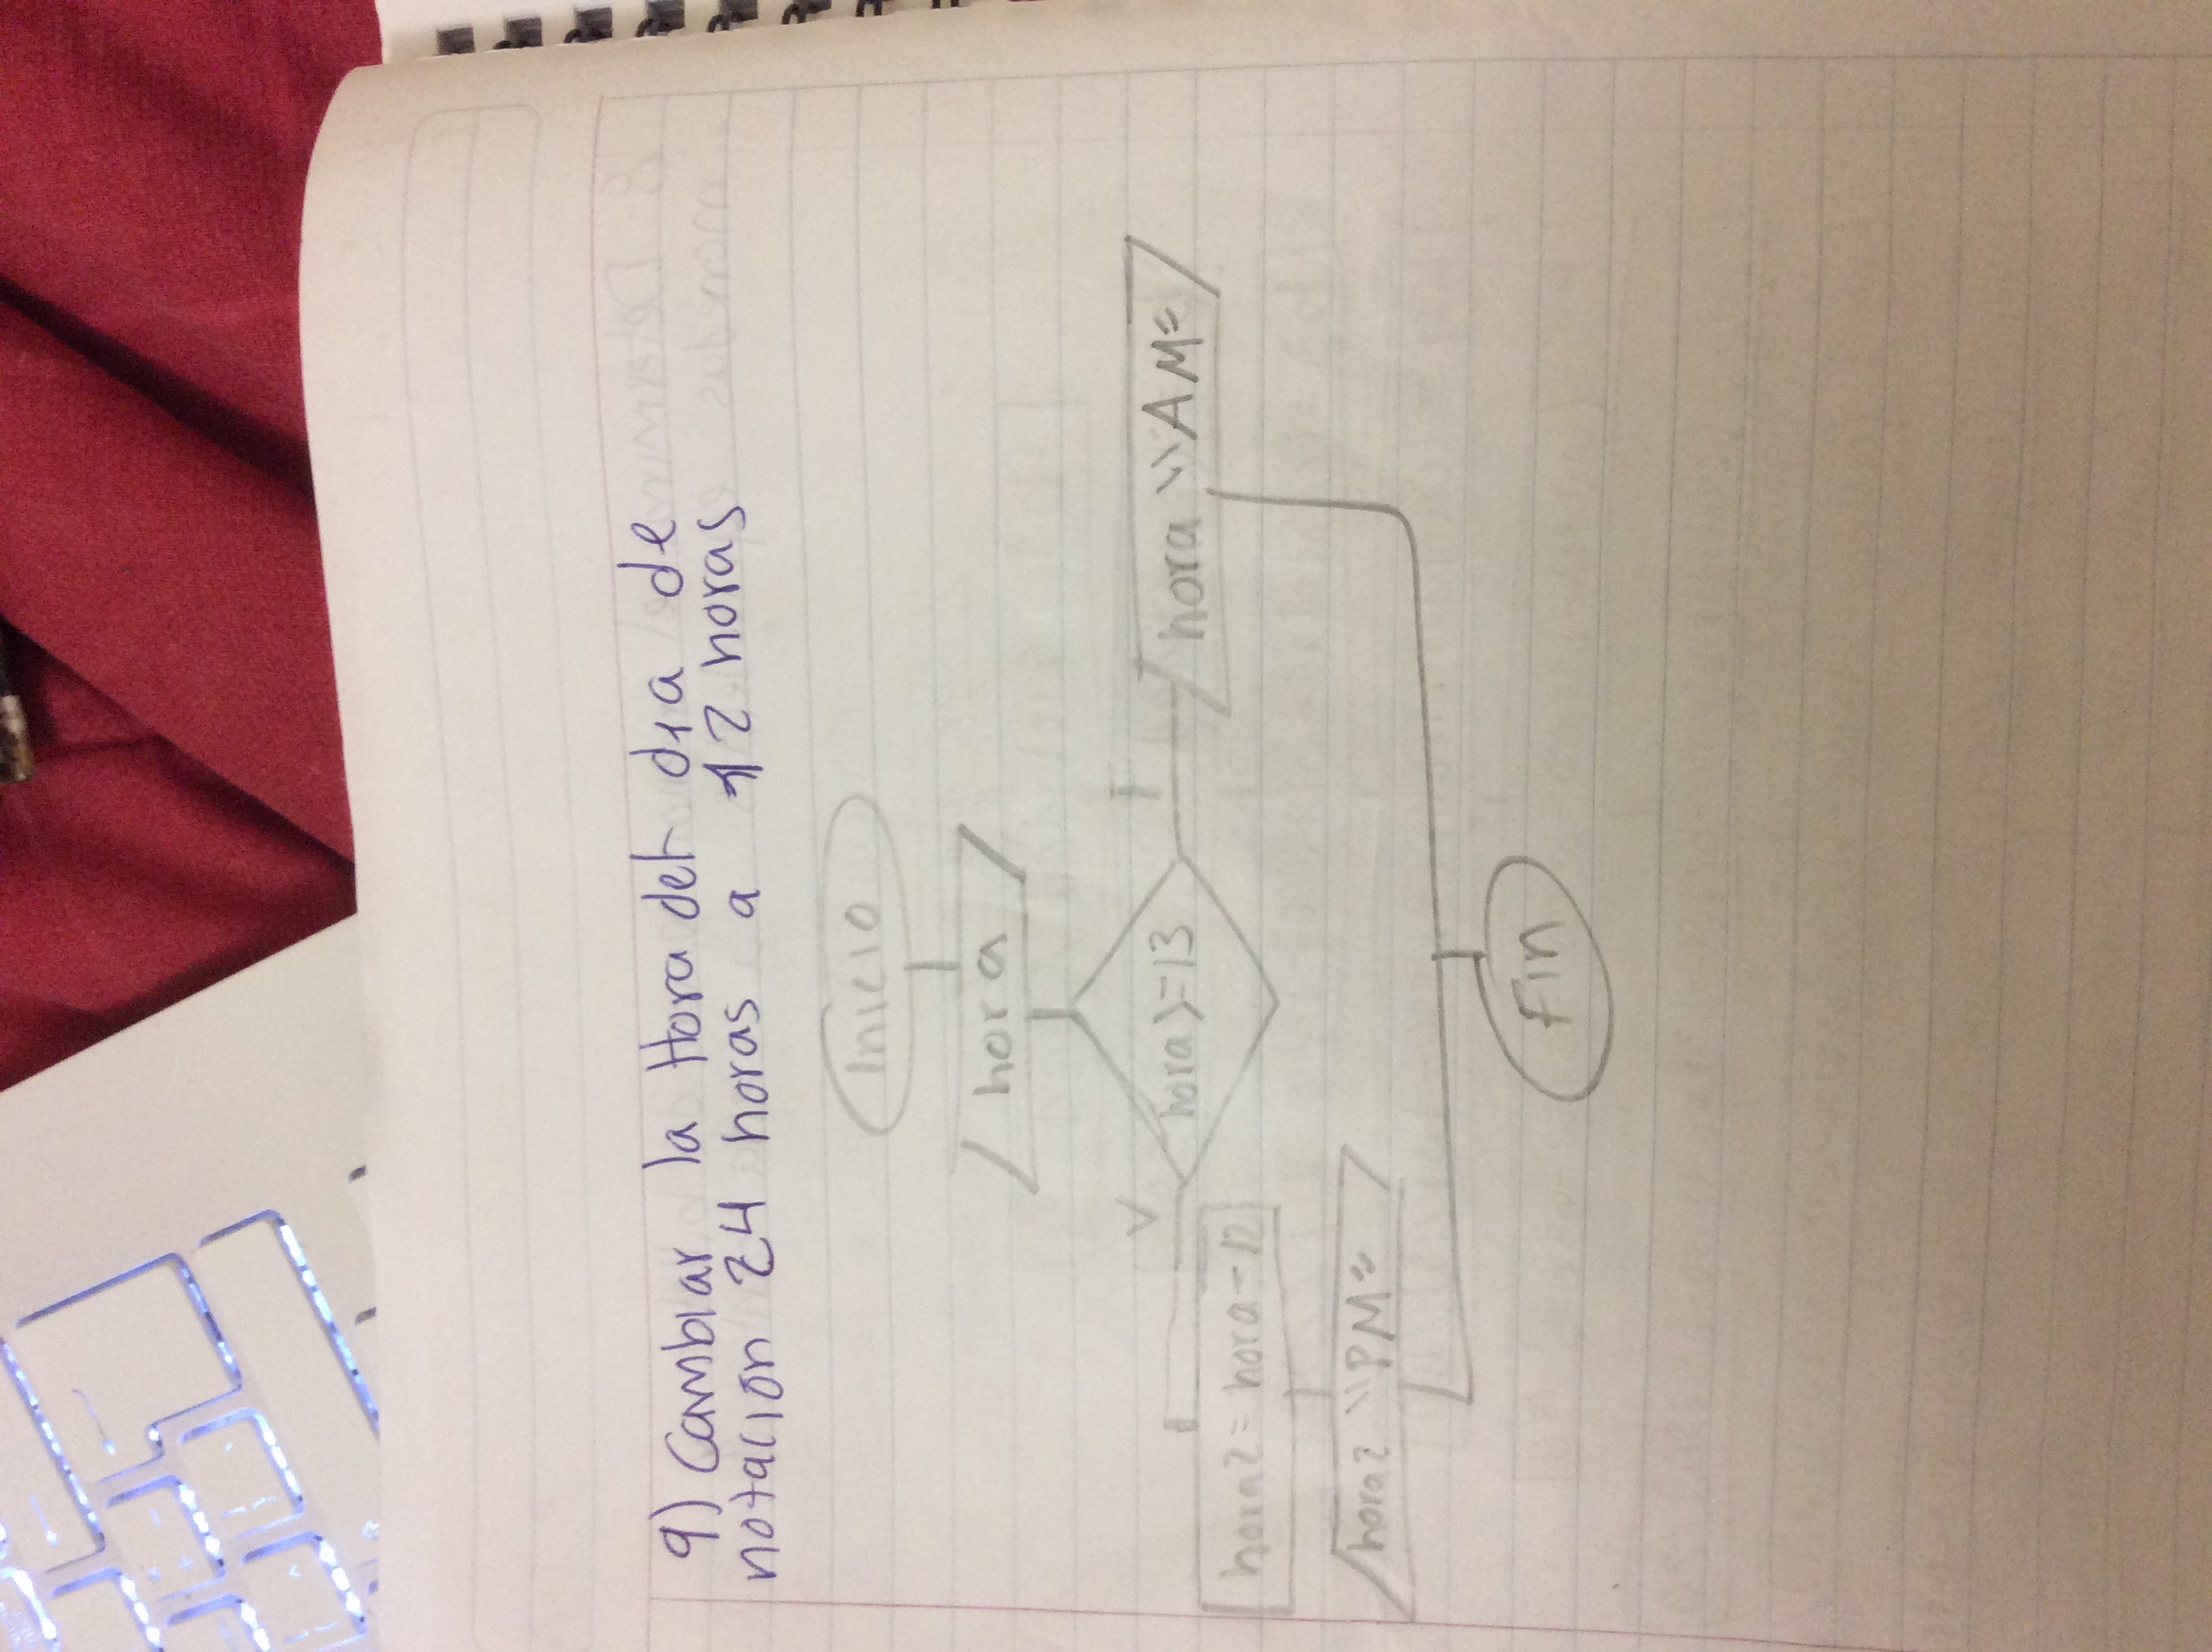 9) Cambiar la Hora del dia de
notacion 24 horas a 12 horas
Inicio
hora
hora>=13
V
F
hora2=hora-12
hora "AM"
hora2 "PM"
Fin